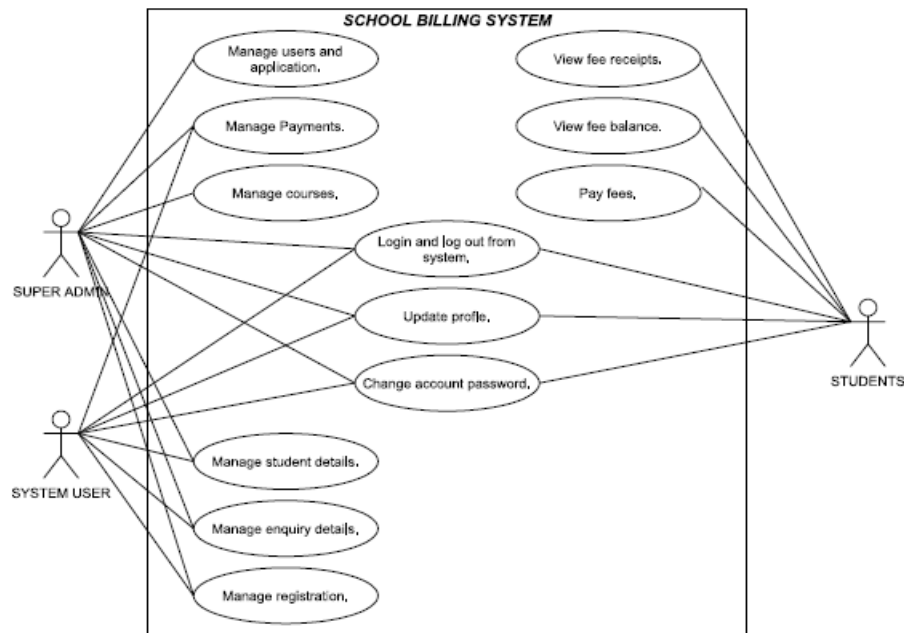 SCHOOL BILLING SYSTEM
Manage users and
application.
View fee receipts.
Manage Payments.
View fee balance.
Manage courses.
Pay fees.
Login and log out from
system.
SUPER ADMIN
Update profle.
STUDENTS
Change account password.
SYSTEM USER
Manage student details.
Manage enquiry details.
Manage registration.